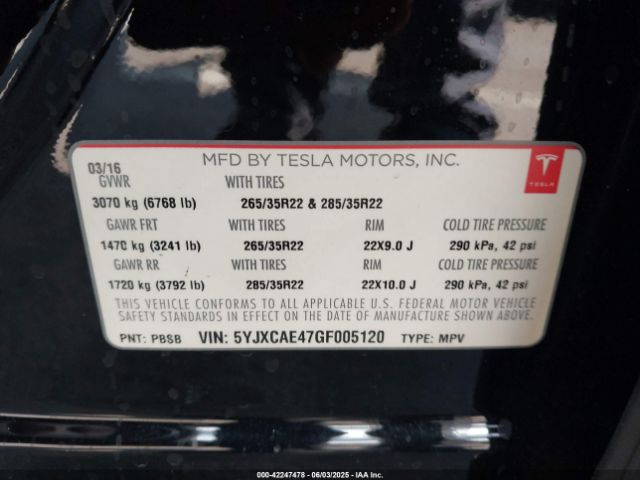 03/16 MFD BY TESLA MOTORS, INC.
TESLA
GVWR WITH TIRES
3070 kg (6768 lb) 265/35R22 & 285/35R22
GAWR FRT WITH TIRES RIM COLD TIRE PRESSURE
1470 kg (3241 lb) 265/35R22 22X9.0 J 290 kPa, 42 psi
GAWR RR WITH TIRES RIM COLD TIRE PRESSURE
1720 kg (3792 lb) 285/35R22 22X10.0 J 290 kPa, 42 psi
THIS VEHICLE CONFORMS TO ALL APPLICABLE U.S. FEDERAL MOTOR VEHICLE
SAFETY STANDARDS IN EFFECT ON THE DATE OF MANUFACTURE SHOWN ABOVE.
PNT: PBSB VIN: 5YJXCAE47GF005120 TYPE: MPV
000-42247478 - 06/03/2025 - IAA Inc.